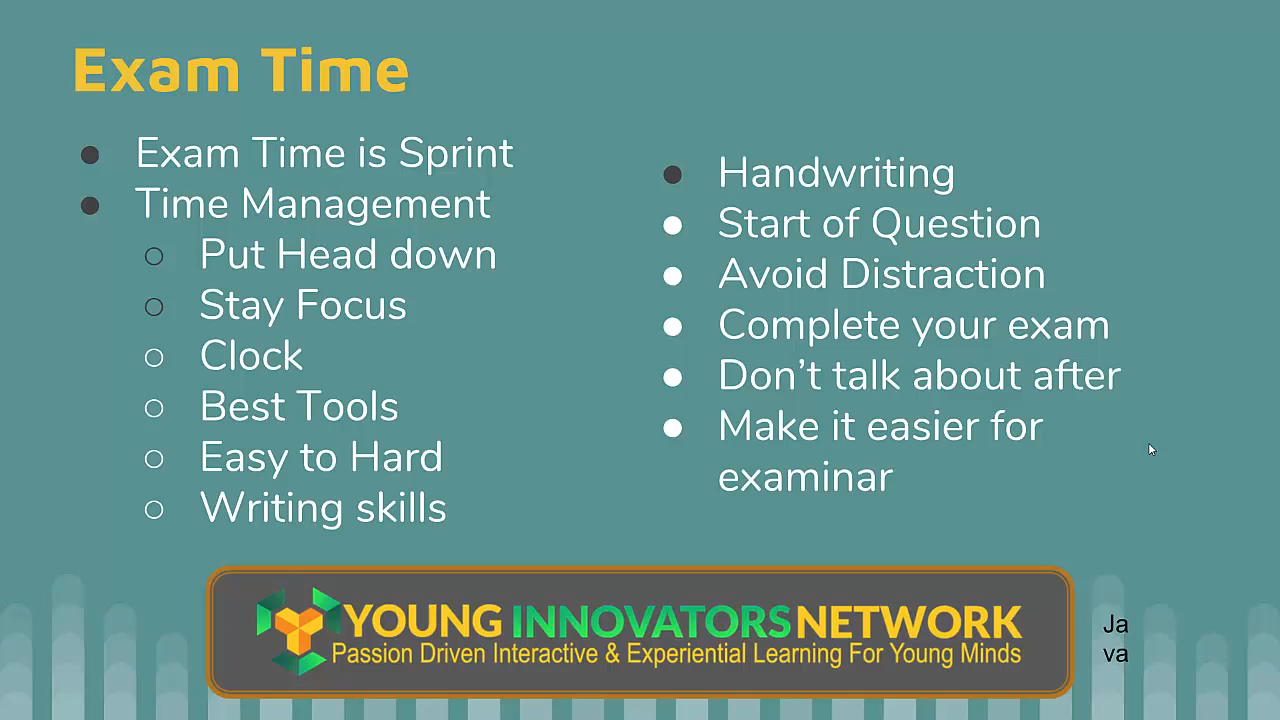 Exam Time
Exam Time is Sprint
Time Management
Put Head down
Stay Focus
Clock
Best Tools
Easy to Hard
Writing skills
Handwriting
Start of Question
Avoid Distraction
Complete your exam
Don’t talk about after
Make it easier for
examinar
YOUNG INNOVATORS NETWORK
Passion Driven Interactive & Experiential Learning For Young Minds
Ja
va